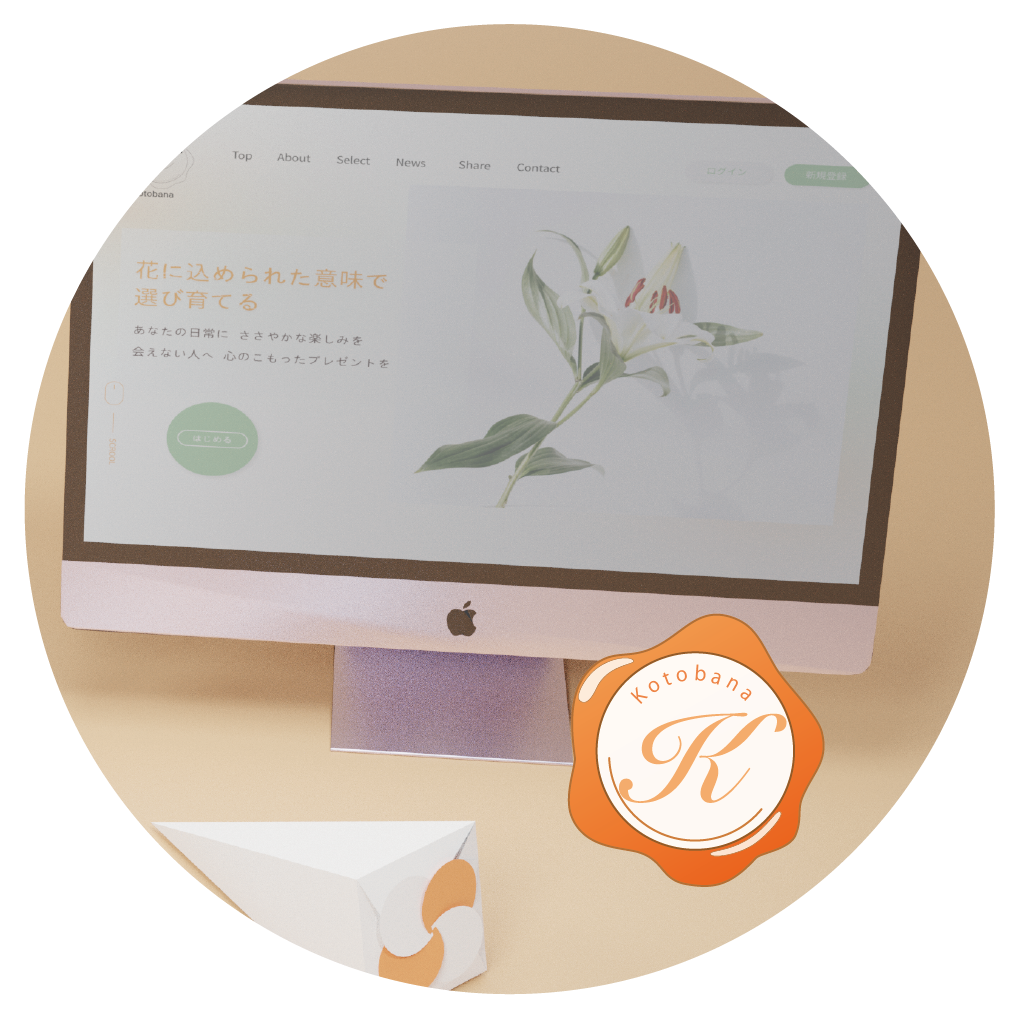 Top About Select News Share Contact
ログイン 新規登録
otobana
花に込められた意味で
選び育てる
あなたの日常に ささやかな楽しみを
会えない人へ 心のこもったプレゼントを
はじめる
Kotobana
K